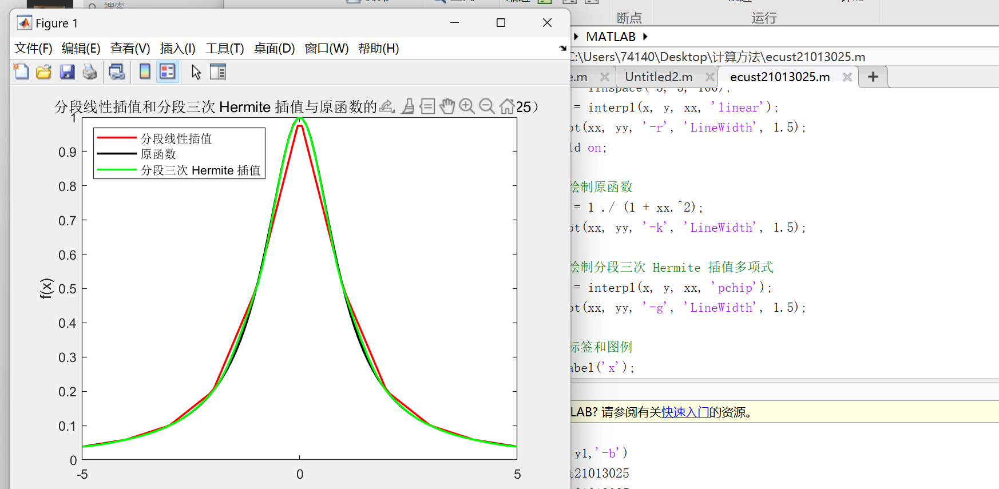 搜索
Figure 1
文件(F) 编辑(E) 查看(V) 插入(I) 工具(T) 桌面(D) 窗口(W) 帮助(H)
分段线性插值和分段三次 Hermite 插值与原函数的 25）
分段线性插值
原函数
分段三次 Hermite 插值
1
0.9
0.8
0.7
0.6
0.5
0.4
0.3
0.2
0.1
0
f(x)
-5 0 5
断点 运行
MATLAB
C:\Users\74140\Desktop\计算方法\ecust21013025.m
e.m Untitled2.m ecust21013025.m
= interp1(x, y, xx, 'linear');
ot(xx, yy, '-r', 'LineWidth', 1.5);
ld on;
绘制原函数
= 1 ./ (1 + xx.^2);
ot(xx, yy, '-k', 'LineWidth', 1.5);
绘制分段三次 Hermite 插值多项式
= interp1(x, y, xx, 'pchip');
ot(xx, yy, '-g', 'LineWidth', 1.5);
标签和图例
abel('x');
LAB? 请参阅有关快速入门的资源。
y1,'-b')
t21013025